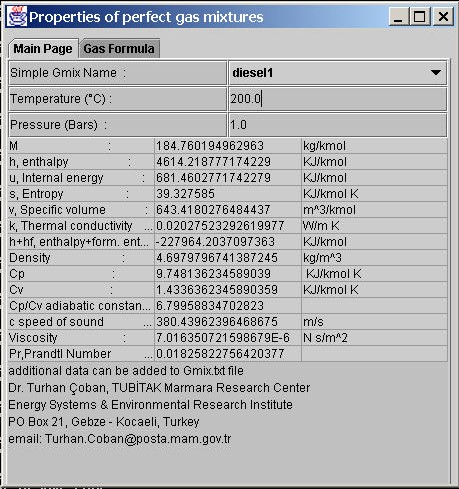 Properties of perfect gas mixtures
Main Page Gas Formula
Simple Gmix Name : diesel1
Temperature (°C) : 200.0
Pressure (Bars) : 1.0
M : 184.760194962963 kg/kmol
h, enthalpy : 4614.218777174229 KJ/kmol
u, Internal energy : 681.4602771742279 KJ/kmol
s, Entropy : 39.327585 KJ/kmol K
v, Specific volume : 643.4180276484437 m^3/kmol
k, Thermal conductivity ... 0.02027523292619977 W/m K
h+hf, enthalpy+form. ent... -227964.2037097363 KJ/kmol
Density : 4.6979796741387245 kg/m^3
Cp : 9.748136234589039 KJ/kmol K
Cv : 1.4336362345890359 KJ/kmol
Cp/Cv adiabatic constan... 6.79958834702823
c speed of sound ... 380.43962396468675 m/s
Viscosity : 7.016350721598679E-6 N s/m^2
Pr,Prandtl Number ... 0.01825822756420377
additional data can be added to Gmix.txt file
Dr. Turhan Çoban, TUBİTAK Marmara Research Center
Energy Systems & Environmental Research Institute
PO Box 21, Gebze - Kocaeli, Turkey
email: Turhan.Coban@posta.mam.gov.tr